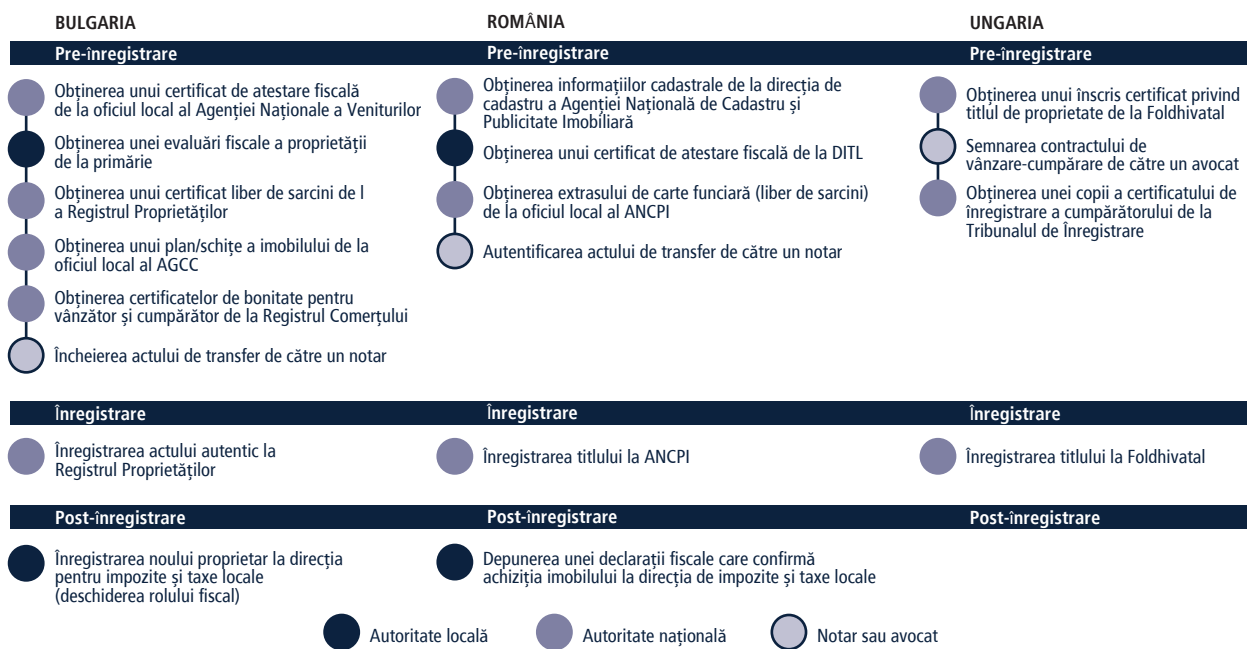 BULGARIA
Pre-înregistrare
Obținerea unui certificat de atestare fiscală
de la oficiul local al Agenției Naționale a Veniturilor
Obținerea unei evaluări fiscale a proprietății
de la primărie
Obținerea unui certificat liber de sarcini de l
a Registrul Proprietăților
Obținerea unui plan/schițe a imobilului de la
oficiul local al AGCC
Obținerea certificatelor de bonitate pentru
vânzător și cumpărător de la Registrul Comerțului
Încheierea actului de transfer de către un notar
ROMÂNIA
Pre-înregistrare
Obținerea informațiilor cadastrale de la direcția de
cadastru a Agenției Națională de Cadastru și
Publicitate Imobiliară
Obținerea unui certificat de atestare fiscală de la DITL
Obținerea extrasului de carte funciară (liber de sarcini)
de la oficiul local al ANCPI
Autentificarea actului de transfer de către un notar
UNGARIA
Pre-înregistrare
Obținerea unui înscris certificat privind
titlul de proprietate de la Foldhivatal
Semnarea contractului de
vânzare-cumpărare de către un avocat
Obținerea unei copii a certificatului de
înregistrare a cumpărătorului de la
Tribunalul de Înregistrare
Înregistrare
Înregistrarea actului autentic la
Registrul Proprietăților
Înregistrare
Înregistrarea titlului la ANCPI
Înregistrare
Înregistrarea titlului la Foldhivatal
Post-înregistrare
Înregistrarea noului proprietar la direcția
pentru impozite și taxe locale
(deschiderea rolului fiscal)
Post-înregistrare
Depunerea unei declarații fiscale care confirmă
achiziția imobilului la direcția de impozite și taxe locale
Post-înregistrare
Autoritate locală
Autoritate națională
Notar sau avocat